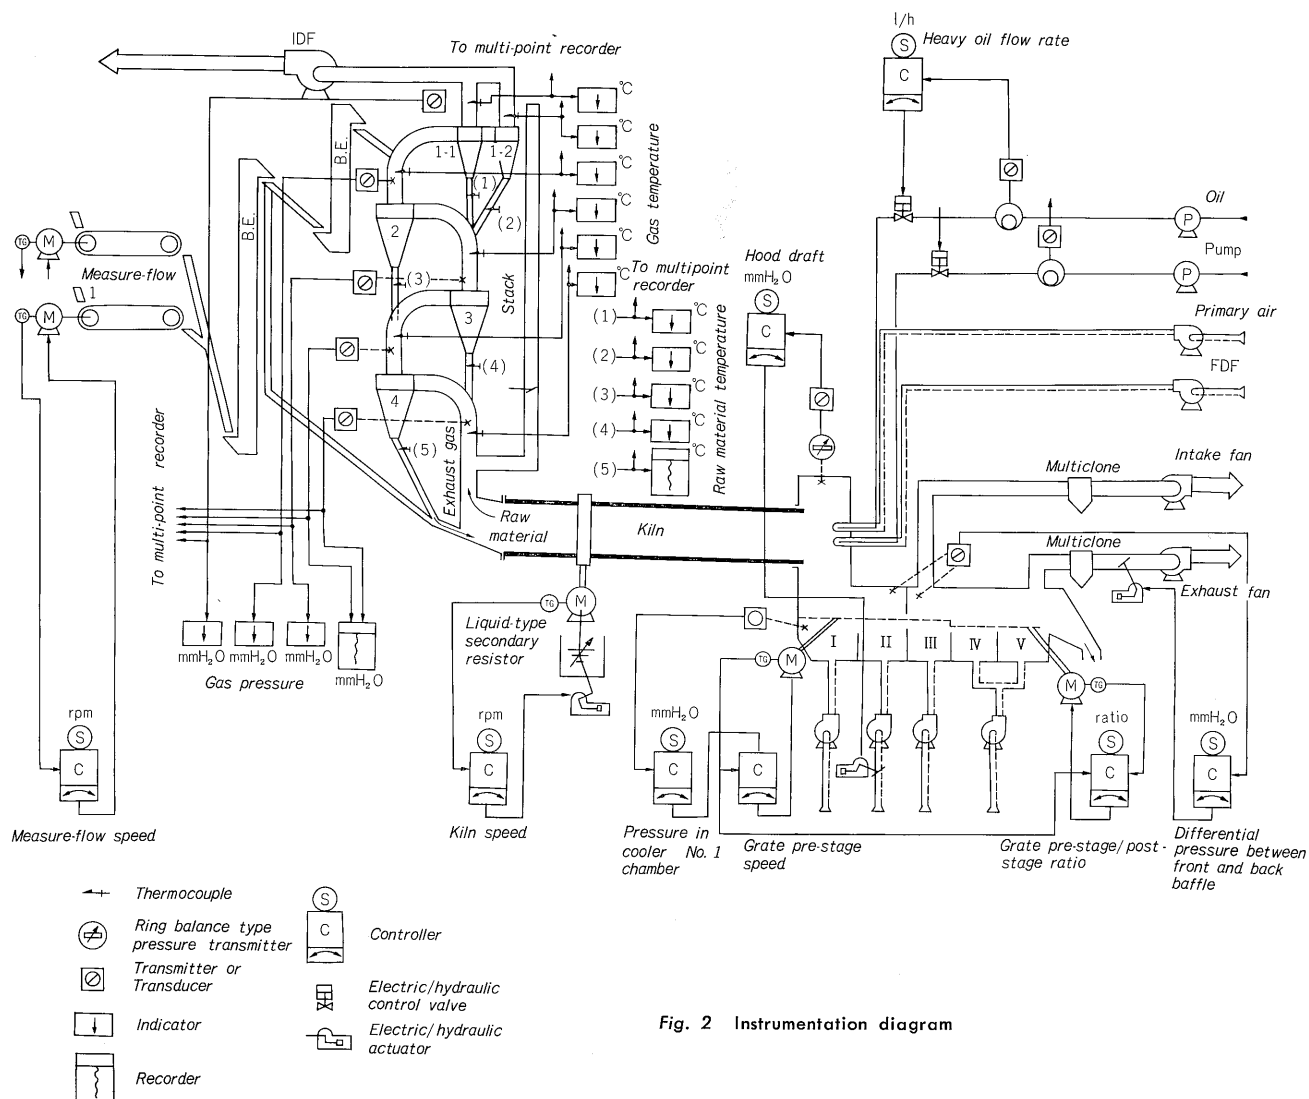 IDF
To multi-point recorder
l/h
S
Heavy oil flow rate
C
°C
°C
°C
°C
°C
°C
Gas temperature
B.E.
B.E.
1-1
1-2
(1)
(2)
2
(3)
3
(4)
4
(5)
Stack
Exhaust gas
TG
M
Measure-flow
1
TG
M
Oil
P
Pump
P
Primary air
FDF
Hood draft
mmH2O
S
C
To multipoint
recorder
(1)
°C
(2)
°C
(3)
°C
(4)
°C
(5)
°C
Raw material temperature
To multi-point recorder
Raw
material
Kiln
Multiclone
Intake fan
Multiclone
Exhaust fan
mmH2O
mmH2O
mmH2O
mmH2O
Gas pressure
TG
M
Liquid-type
secondary
resistor
I
II
III
IV
V
TG
M
M
TG
rpm
S
C
Measure-flow speed
rpm
S
C
Kiln speed
mmH2O
S
C
Pressure in
cooler No. 1
chamber
C
Grate pre-stage
speed
ratio
S
C
Grate pre-stage/post-
stage ratio
mmH2O
S
C
Differential
pressure between
front and back
baffle
Thermocouple
Ring balance type
pressure transmitter
Transmitter or
Transducer
Indicator
Recorder
S
C
Controller
Electric/hydraulic
control valve
Electric/hydraulic
actuator
Fig. 2 Instrumentation diagram